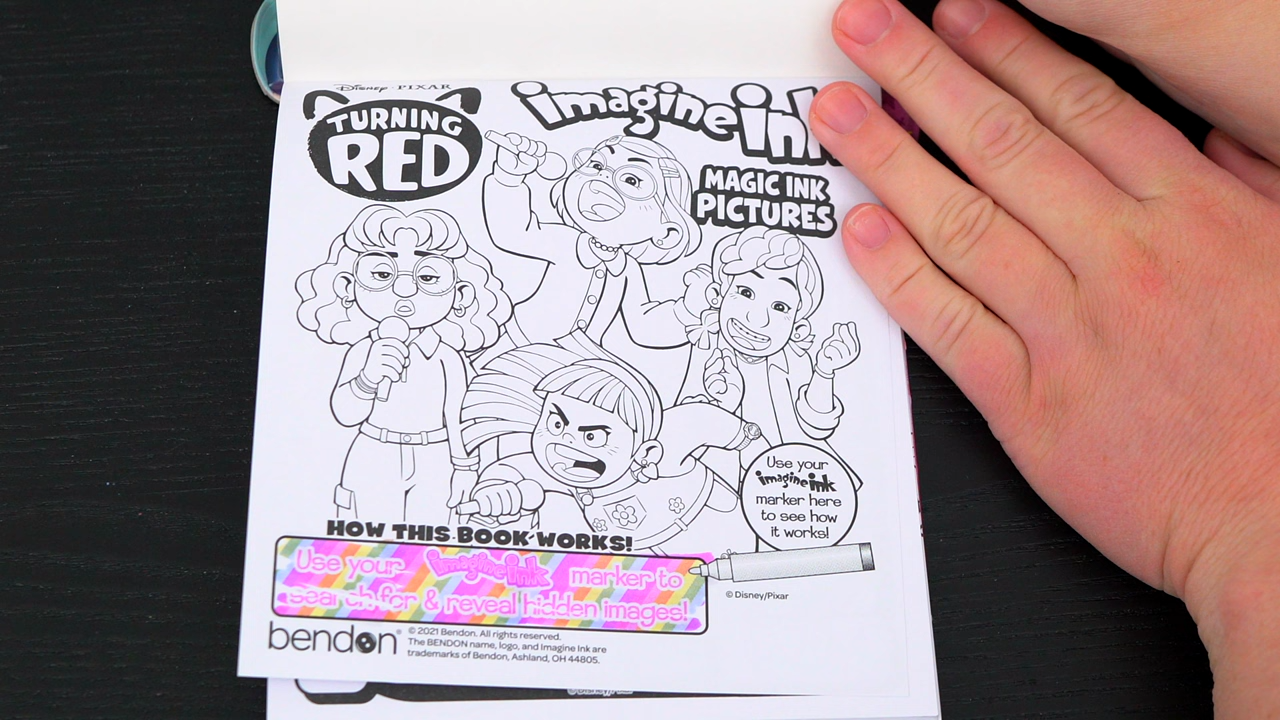 Disney · PIXAR
TURNING
RED
imagine ink
MAGIC INK
PICTURES
Use your
imagine ink
marker here
to see how
it works!
HOW THIS BOOK WORKS!
Use your imagine ink marker to
search for & reveal hidden images!
© Disney/Pixar
bendon®
© 2021 Bendon. All rights reserved.
The BENDON name, logo, and Imagine Ink are
trademarks of Bendon, Ashland, OH 44805.